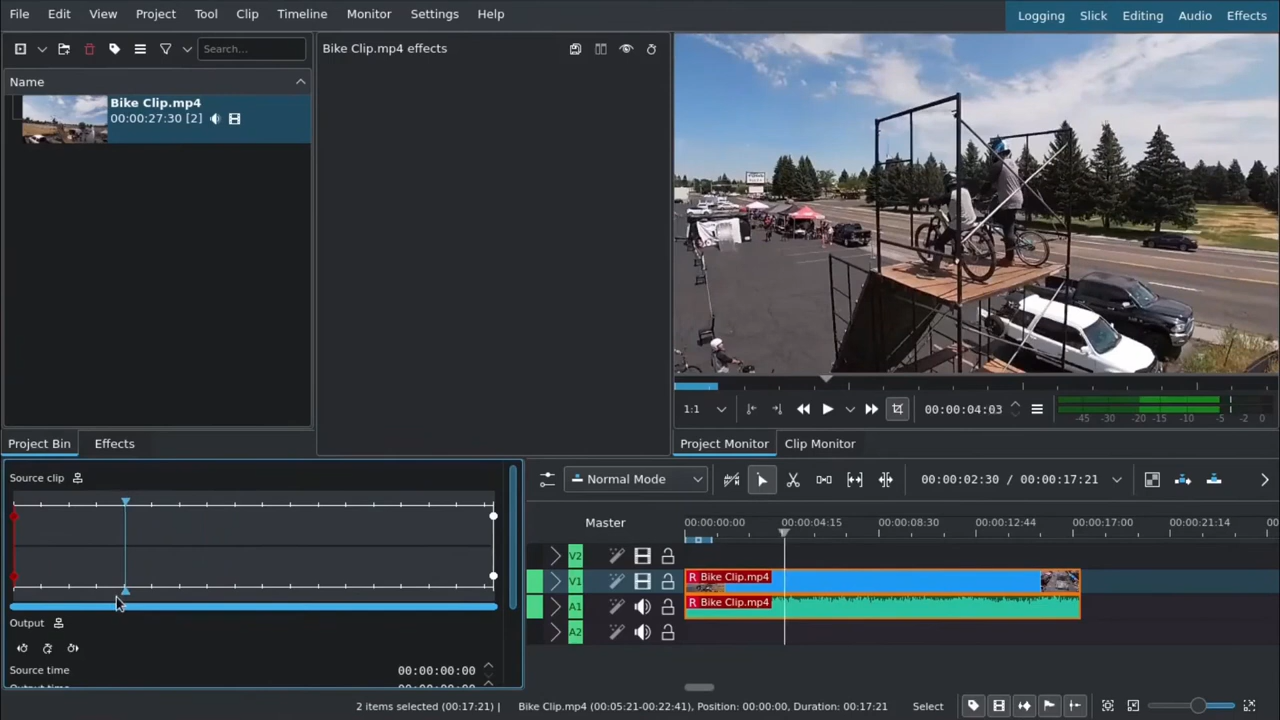 File Edit View Project Tool Clip Timeline Monitor Settings Help
Logging Slick Editing Audio Effects
Search...
Bike Clip.mp4 effects
Name
Bike Clip.mp4
00:00:27:30 [2]
1:1
00:00:04:03
-45 -30 -20 -15 -10 -5 -2 0
Project Bin Effects
Project Monitor Clip Monitor
Source clip
Normal Mode
00:00:02:30 / 00:00:17:21
Master
00:00:00:00 00:00:04:15 00:00:08:30 00:00:12:44 00:00:17:00 00:00:21:14 00:0
V2
V1
R Bike Clip.mp4
A1
R Bike Clip.mp4
A2
Output
Source time
00:00:00:00
2 items selected (00:17:21) |
Bike Clip.mp4 (00:05:21-00:22:41), Position: 00:00:00, Duration: 00:17:21
Select